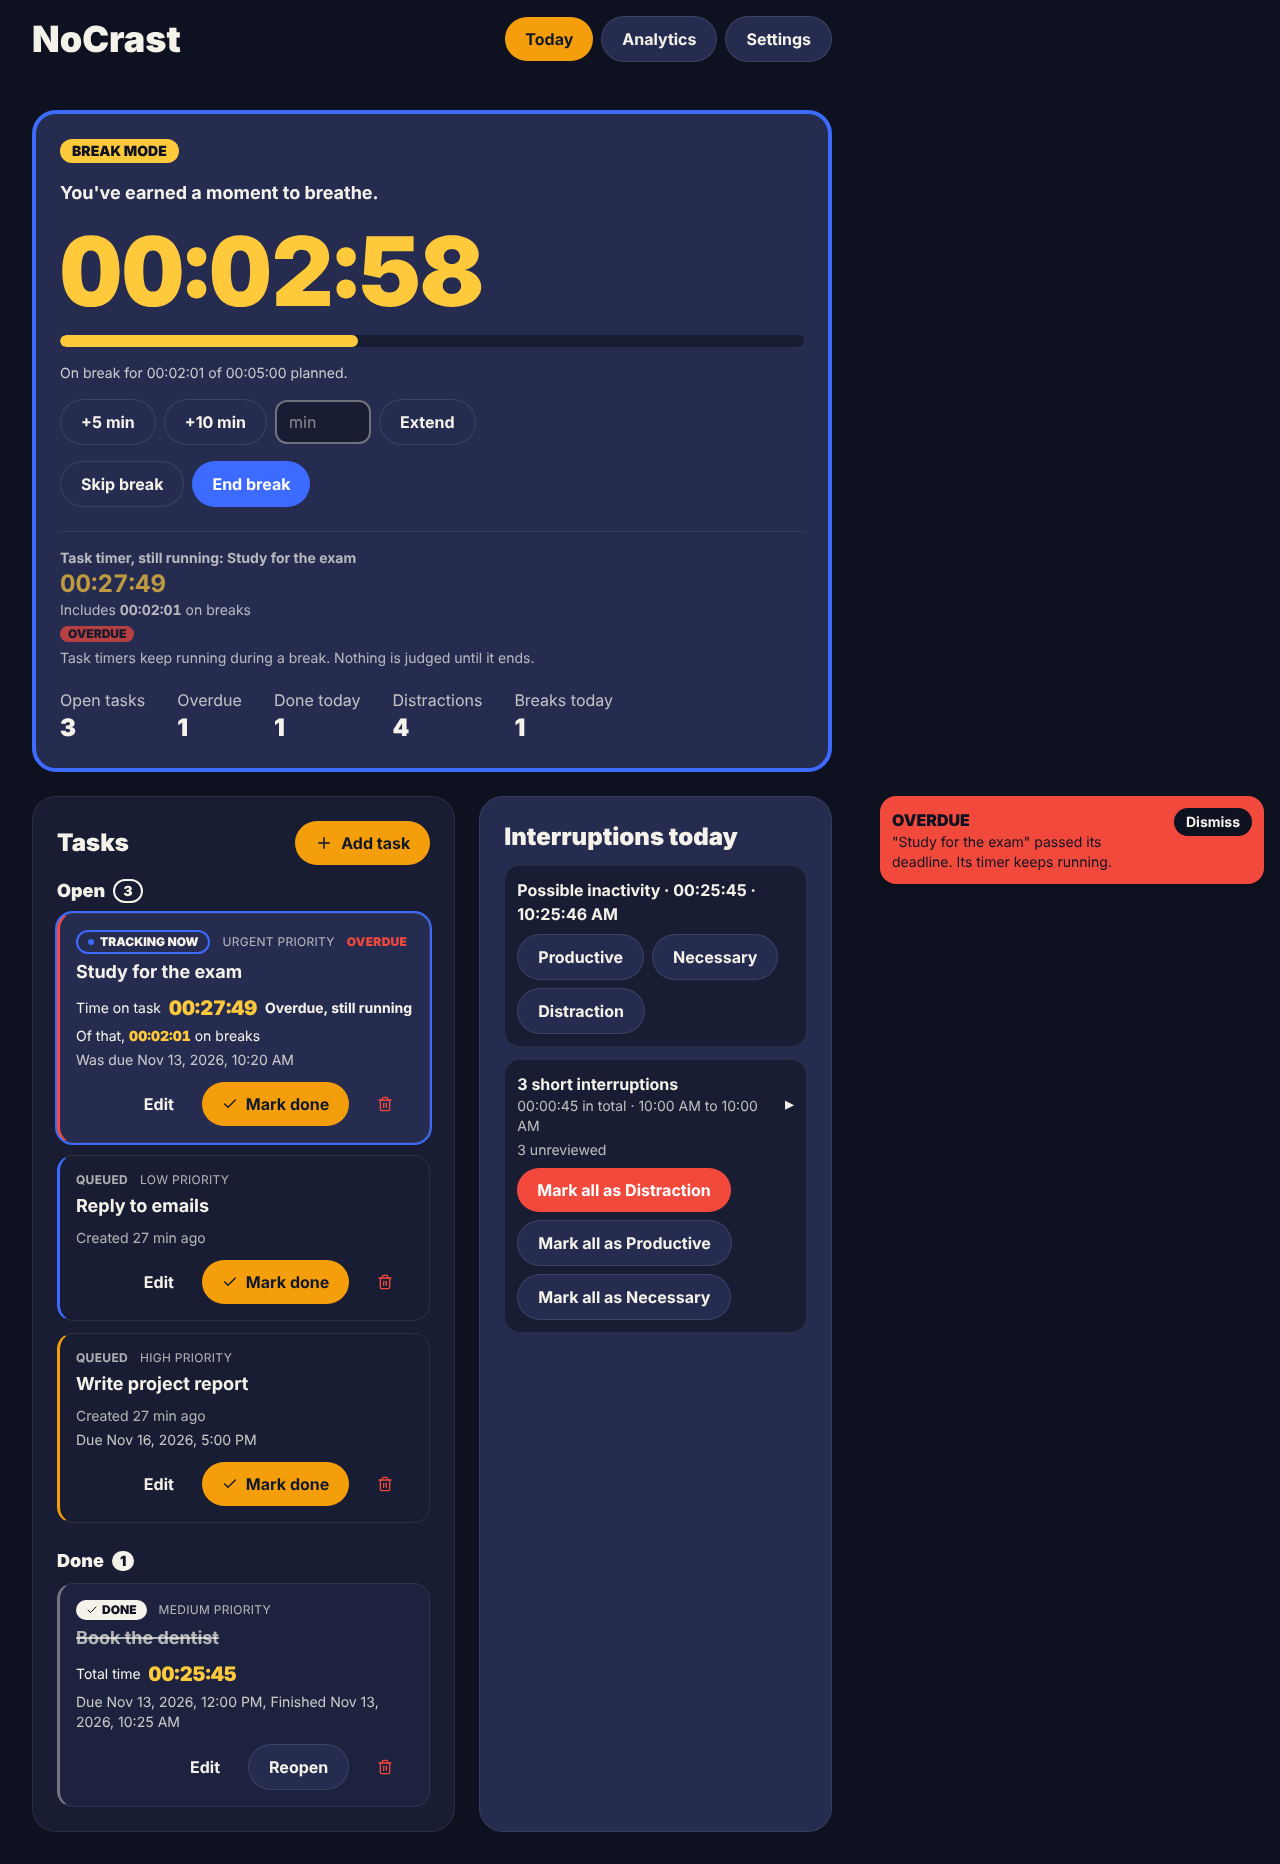 NoCrast
Today
Analytics
Settings
BREAK MODE
You've earned a moment to breathe.
00:02:58
On break for 00:02:01 of 00:05:00 planned.
+5 min
+10 min
min
Extend
Skip break
End break
Task timer, still running: Study for the exam
00:27:49
Includes 00:02:01 on breaks
OVERDUE
Task timers keep running during a break. Nothing is judged until it ends.
Open tasks
3
Overdue
1
Done today
1
Distractions
4
Breaks today
1
Tasks
Add task
Open 3
TRACKING NOW URGENT PRIORITY OVERDUE
Study for the exam
Time on task 00:27:49 Overdue, still running
Of that, 00:02:01 on breaks
Was due Nov 13, 2026, 10:20 AM
Edit
Mark done
QUEUED LOW PRIORITY
Reply to emails
Created 27 min ago
Edit
Mark done
QUEUED HIGH PRIORITY
Write project report
Created 27 min ago
Due Nov 16, 2026, 5:00 PM
Edit
Mark done
Done 1
DONE MEDIUM PRIORITY
Book the dentist
Total time 00:25:45
Due Nov 13, 2026, 12:00 PM, Finished Nov 13,
2026, 10:25 AM
Edit
Reopen
Interruptions today
Possible inactivity · 00:25:45 ·
10:25:46 AM
Productive
Necessary
Distraction
3 short interruptions
00:00:45 in total · 10:00 AM to 10:00
AM
3 unreviewed
Mark all as Distraction
Mark all as Productive
Mark all as Necessary
OVERDUE
Dismiss
"Study for the exam" passed its
deadline. Its timer keeps running.